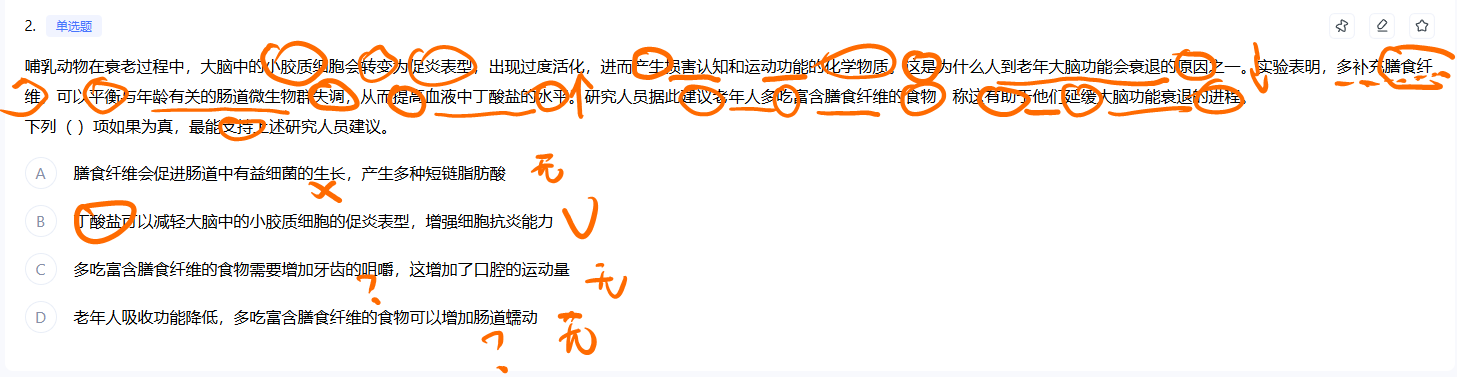 2. 单选题
哺乳动物在衰老过程中，大脑中的小胶质细胞会转变为促炎表型，出现过度活化，进而产生损害认知和运动功能的化学物质。这是为什么人到老年大脑功能会衰退的原因之一。实验表明，多补充膳食纤
维，可以平衡与年龄有关的肠道微生物群失调，从而提高血液中丁酸盐的水平。研究人员据此建议老年人多吃富含膳食纤维的食物，称这有助于他们延缓大脑功能衰退的进程。
下列（ ）项如果为真，最能支持上述研究人员建议。
A 膳食纤维会促进肠道中有益细菌的生长，产生多种短链脂肪酸 无
B 丁酸盐可以减轻大脑中的小胶质细胞的促炎表型，增强细胞抗炎能力
C 多吃富含膳食纤维的食物需要增加牙齿的咀嚼，这增加了口腔的运动量 无
?
D 老年人吸收功能降低，多吃富含膳食纤维的食物可以增加肠道蠕动 无
?